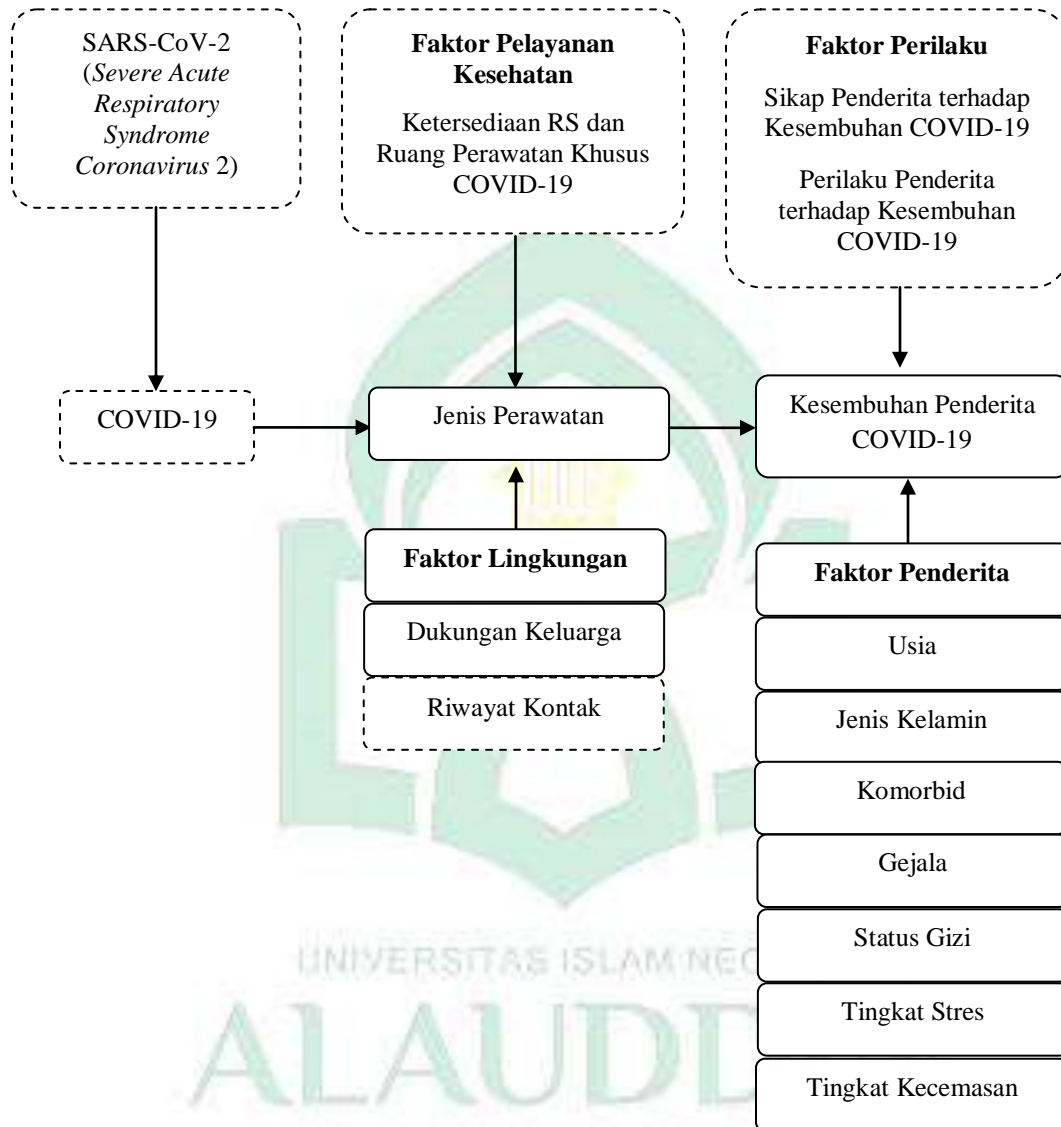 SARS-CoV-2
(Severe Acute
Respiratory
Syndrome
Coronavirus 2)
Faktor Pelayanan
Kesehatan
Ketersediaan RS dan
Ruang Perawatan Khusus
COVID-19
Faktor Perilaku
Sikap Penderita terhadap
Kesembuhan COVID-19
Perilaku Penderita
terhadap Kesembuhan
COVID-19
COVID-19
Jenis Perawatan
Kesembuhan Penderita
COVID-19
Faktor Lingkungan
Dukungan Keluarga
Riwayat Kontak
Faktor Penderita
Usia
Jenis Kelamin
Komorbid
Gejala
Status Gizi
Tingkat Stres
Tingkat Kecemasan
UNIVERSITAS ISLAM NEG
ALAUDD